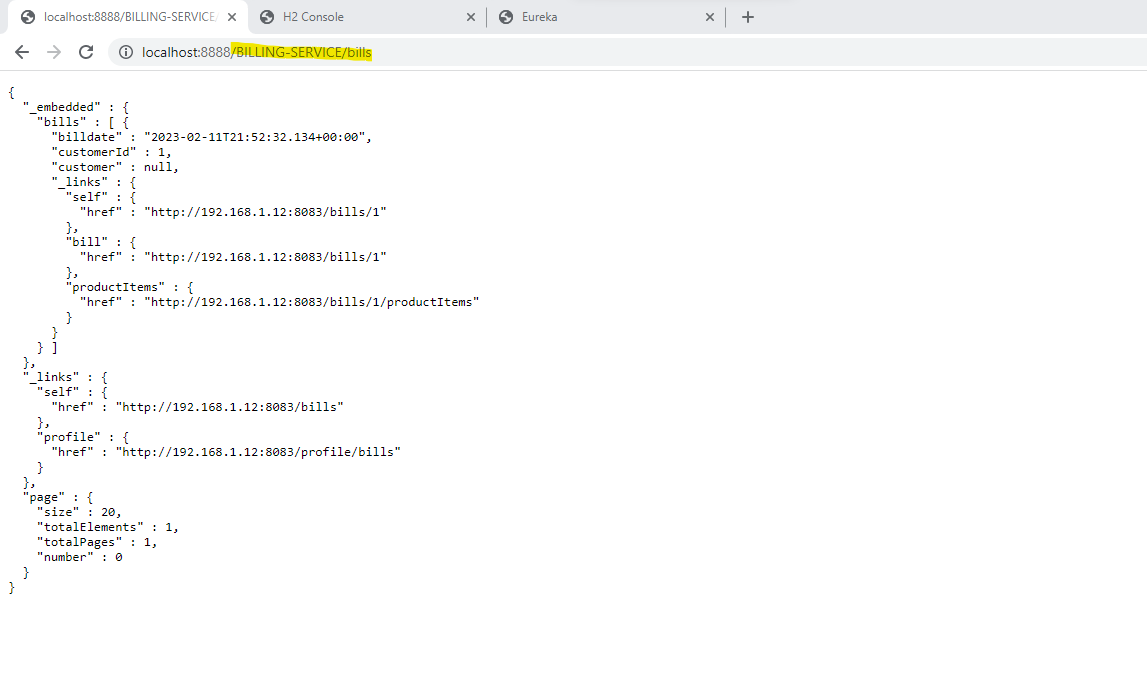 localhost:8888/BILLING-SERVICE/
H2 Console
Eureka
localhost:8888/BILLING-SERVICE/bills
{
  "_embedded" : {
    "bills" : [ {
      "billdate" : "2023-02-11T21:52:32.134+00:00",
      "customerId" : 1,
      "customer" : null,
      "_links" : {
        "self" : {
          "href" : "http://192.168.1.12:8083/bills/1"
        },
        "bill" : {
          "href" : "http://192.168.1.12:8083/bills/1"
        },
        "productItems" : {
          "href" : "http://192.168.1.12:8083/bills/1/productItems"
        }
      }
    } ]
  },
  "_links" : {
    "self" : {
      "href" : "http://192.168.1.12:8083/bills"
    },
    "profile" : {
      "href" : "http://192.168.1.12:8083/profile/bills"
    }
  },
  "page" : {
    "size" : 20,
    "totalElements" : 1,
    "totalPages" : 1,
    "number" : 0
  }
}